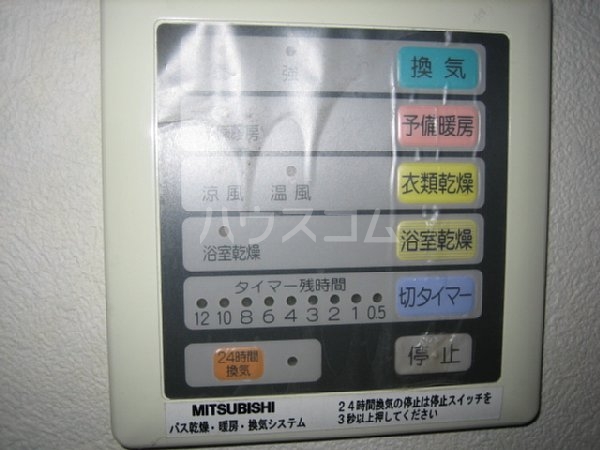 強
換気
暖房
予備暖房
涼風 温風
衣類乾燥
ハウスコム
浴室乾燥
浴室乾燥
タイマー残時間
12 10 8 6 4 3 2 1 0.5
切タイマー
24時間
換気
停止
MITSUBISHI
バス乾燥・暖房・換気システム
24時間換気の停止は停止スイッチを
3秒以上押してください